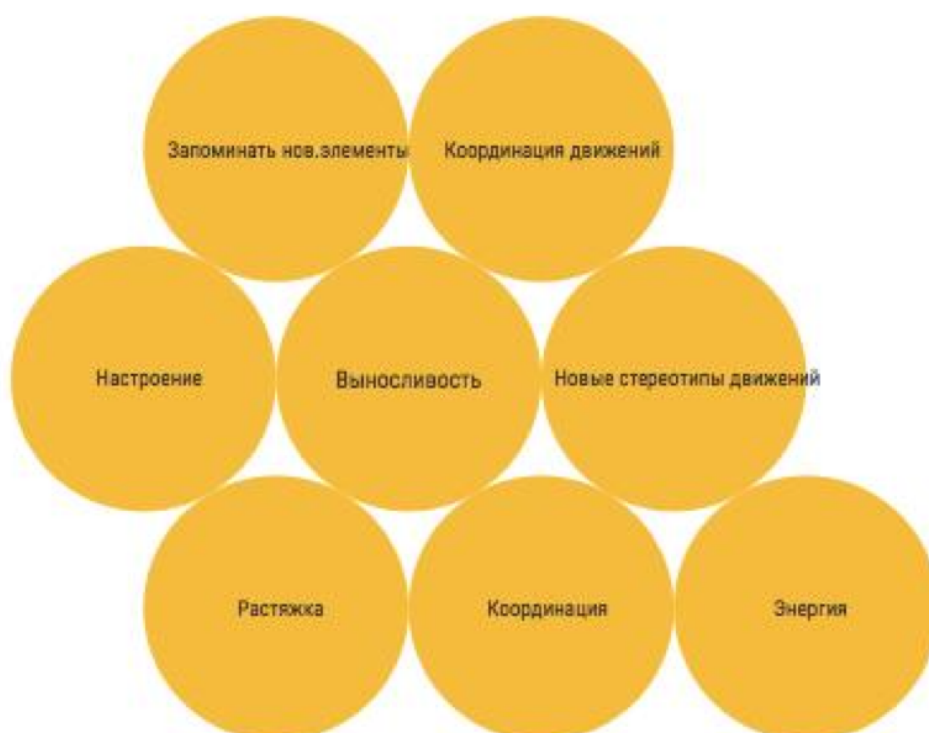 Запоминать нов.элементы
Координация движений
Настроение
Выносливость
Новые стереотипы движений
Растяжка
Координация
Энергия